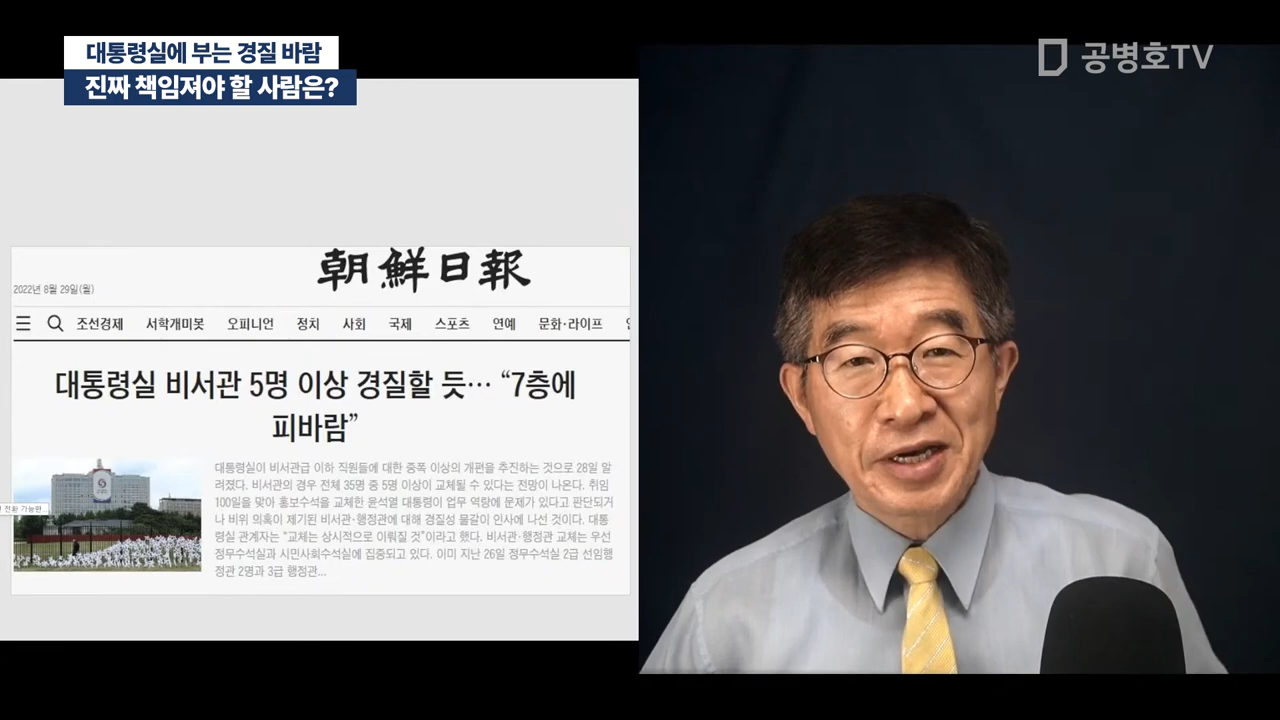 대통령실에 부는 경질 바람
진짜 책임져야 할 사람은?
공병호TV
朝鮮日報
2022년 8월 29일(월)
조선경제 서학개미봇 오피니언 정치 사회 국제 스포츠 연예 문화·라이프
대통령실 비서관 5명 이상 경질할 듯… “7층에
피바람”
대통령실이 비서관급 이하 직원들에 대한 중폭 이상의 개편을 추진하는 것으로 28일 알
려졌다. 비서관의 경우 전체 35명 중 5명 이상이 교체될 수 있다는 전망이 나온다. 취임
100일을 맞아 홍보수석을 교체한 윤석열 대통령이 업무 역량에 문제가 있다고 판단되거
나 비위 의혹이 제기된 비서관·행정관에 대해 경질성 물갈이 인사에 나선 것이다. 대통
령실 관계자는 “교체는 상시적으로 이뤄질 것”이라고 했다. 비서관·행정관 교체는 우선
정무수석실과 시민사회수석실에 집중되고 있다. 이미 지난 26일 정무수석실 2급 선임행
정관 2명과 3급 행정관...
전환 가능한...